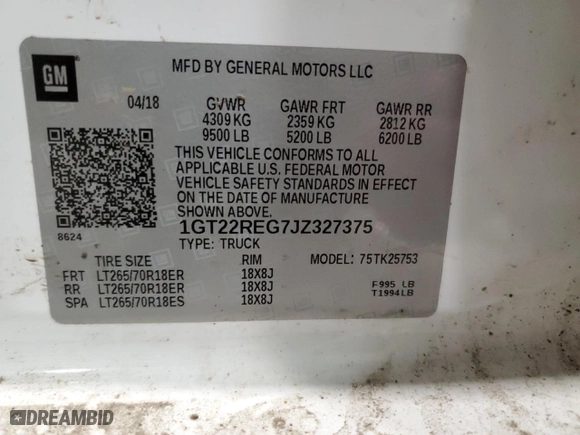 GM
MFD BY GENERAL MOTORS LLC
04/18 GVWR GAWR FRT GAWR RR
4309 KG 2359 KG 2812 KG
9500 LB 5200 LB 6200 LB
THIS VEHICLE CONFORMS TO ALL
APPLICABLE U.S. FEDERAL MOTOR
VEHICLE SAFETY STANDARDS IN EFFECT
ON THE DATE OF MANUFACTURE
SHOWN ABOVE.
8624
1GT22REG7JZ327375
TYPE: TRUCK
TIRE SIZE RIM MODEL: 75TK25753
FRT LT265/70R18ER 18X8J
RR LT265/70R18ER 18X8J
SPA LT265/70R18ES 18X8J
F995 LB
T1994LB
DREAMBID